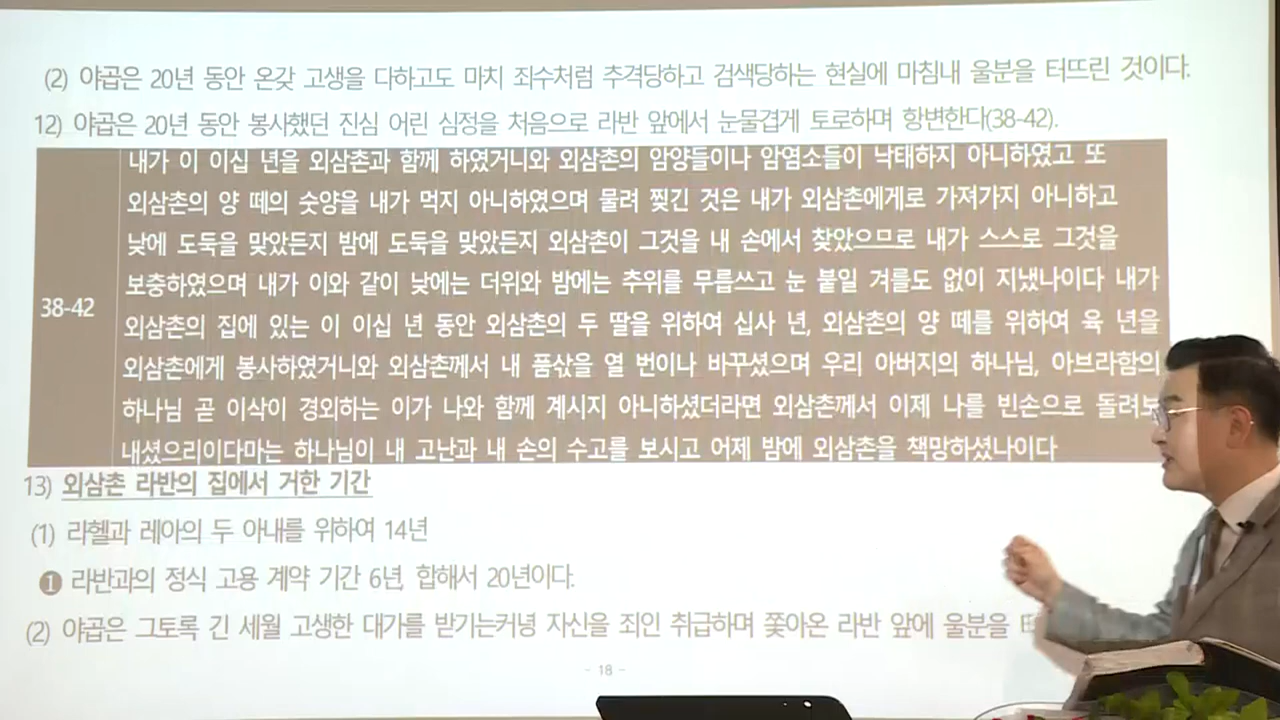 (2) 야곱은 20년 동안 온갖 고생을 다하고도 마치 죄수처럼 추격당하고 검색당하는 현실에 마침내 울분을 터뜨린 것이다.
12) 야곱은 20년 동안 봉사했던 진심 어린 심정을 처음으로 라반 앞에서 눈물겹게 토로하며 항변한다(38-42).
38-42
내가 이 이십 년을 외삼촌과 함께 하였거니와 외삼촌의 암양들이나 암염소들이 낙태하지 아니하였고 또
외삼촌의 양 떼의 숫양을 내가 먹지 아니하였으며 물려 찢긴 것은 내가 외삼촌에게로 가져가지 아니하고
낮에 도둑을 맞았든지 밤에 도둑을 맞았든지 외삼촌이 그것을 내 손에서 찾았으므로 내가 스스로 그것을
보충하였으며 내가 이와 같이 낮에는 더위와 밤에는 추위를 무릅쓰고 눈 붙일 겨를도 없이 지냈나이다 내가
외삼촌의 집에 있는 이 이십 년 동안 외삼촌의 두 딸을 위하여 십사 년, 외삼촌의 양 떼를 위하여 육 년을
외삼촌에게 봉사하였거니와 외삼촌께서 내 품삯을 열 번이나 바꾸셨으며 우리 아버지의 하나님, 아브라함의
하나님 곧 이삭이 경외하는 이가 나와 함께 계시지 아니하셨더라면 외삼촌께서 이제 나를 빈손으로 돌려보
내셨으리이다마는 하나님이 내 고난과 내 손의 수고를 보시고 어제 밤에 외삼촌을 책망하셨나이다
13) 외삼촌 라반의 집에서 거한 기간
(1) 라헬과 레아의 두 아내를 위하여 14년
❶ 라반과의 정식 고용 계약 기간 6년, 합해서 20년이다.
(2) 야곱은 그토록 긴 세월 고생한 대가를 받기는커녕 자신을 죄인 취급하며 쫓아온 라반 앞에 울분을
- 18 -